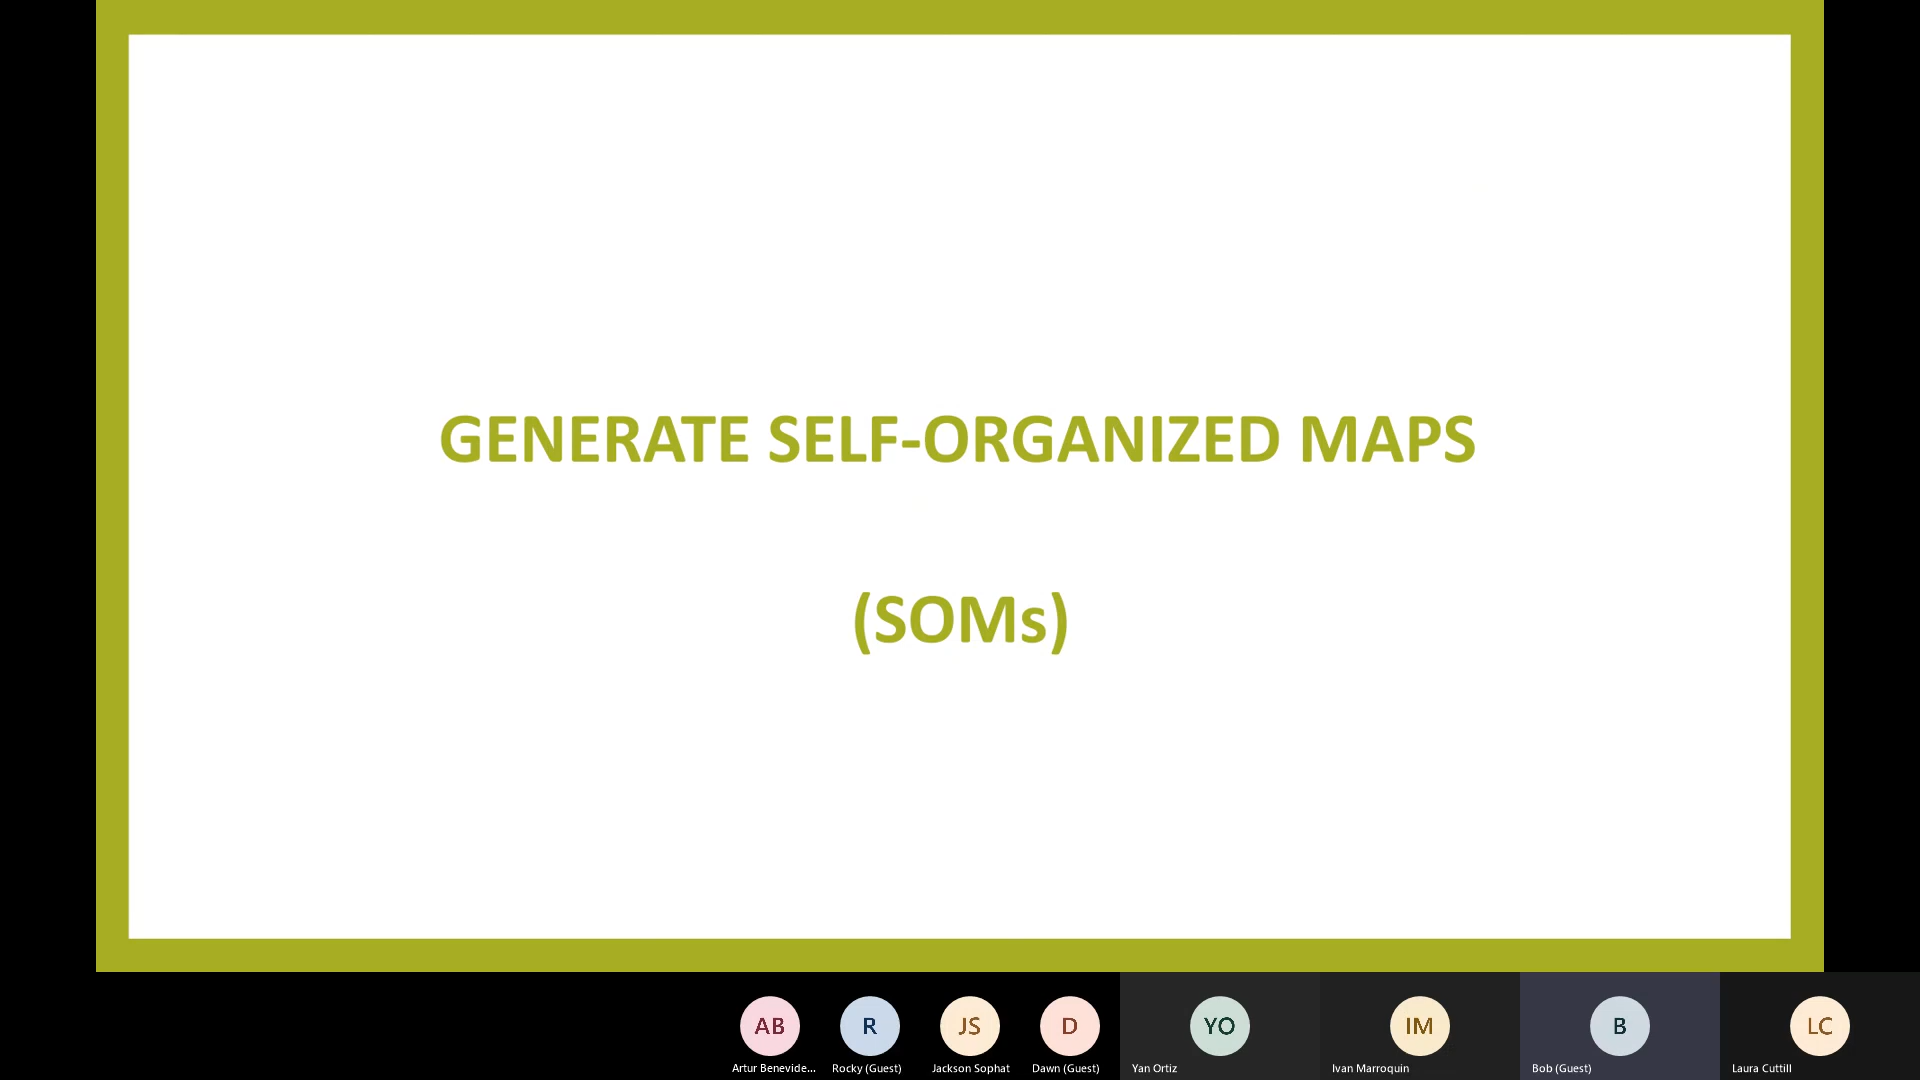 GENERATE SELF-ORGANIZED MAPS
(SOMs)
AB
R
JS
D
YO
IM
B
LC
Artur Benevide...
Rocky (Guest)
Jackson Sophat
Dawn (Guest)
Yan Ortiz
Ivan Marroquin
Bob (Guest)
Laura Cuttill